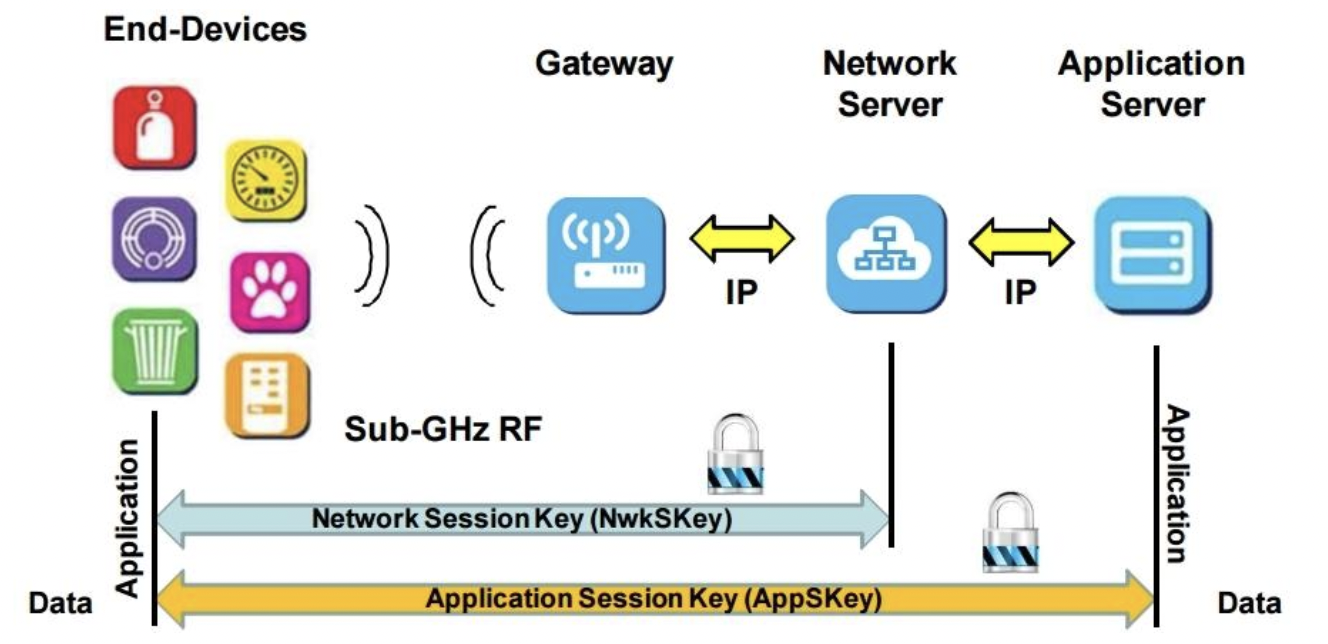 End-Devices
Gateway
Network
Server
Application
Server
IP
IP
Sub-GHz RF
Application
Application
Network Session Key (NwkSKey)
Application Session Key (AppSKey)
Data
Data